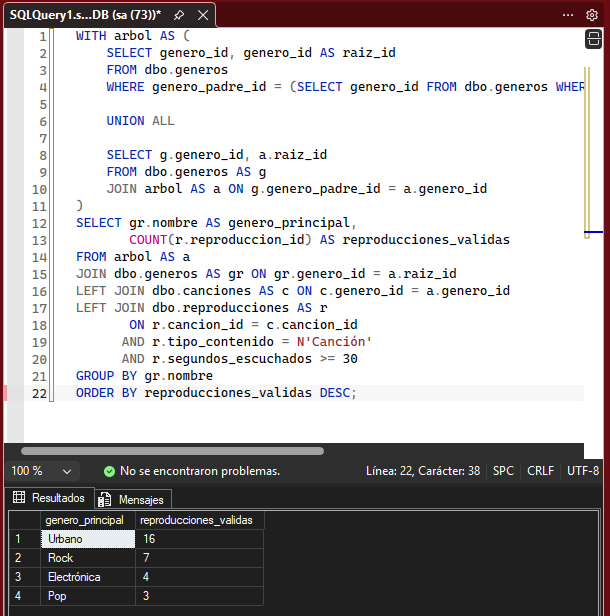 SQLQuery1.s...DB (sa (73))*
1 WITH arbol AS (
2 SELECT genero_id, genero_id AS raiz_id
3 FROM dbo.generos
4 WHERE genero_padre_id = (SELECT genero_id FROM dbo.generos WHER
5
6 UNION ALL
7
8 SELECT g.genero_id, a.raiz_id
9 FROM dbo.generos AS g
10 JOIN arbol AS a ON g.genero_padre_id = a.genero_id
11 )
12 SELECT gr.nombre AS genero_principal,
13 COUNT(r.reproduccion_id) AS reproducciones_validas
14 FROM arbol AS a
15 JOIN dbo.generos AS gr ON gr.genero_id = a.raiz_id
16 LEFT JOIN dbo.canciones AS c ON c.genero_id = a.genero_id
17 LEFT JOIN dbo.reproducciones AS r
18 ON r.cancion_id = c.cancion_id
19 AND r.tipo_contenido = N'Canción'
20 AND r.segundos_escuchados >= 30
21 GROUP BY gr.nombre
22 ORDER BY reproducciones_validas DESC;
100 % No se encontraron problemas. Línea: 22, Carácter: 38 SPC CRLF UTF-8
Resultados Mensajes
genero_principal reproducciones_validas
1 Urbano 16
2 Rock 7
3 Electrónica 4
4 Pop 3